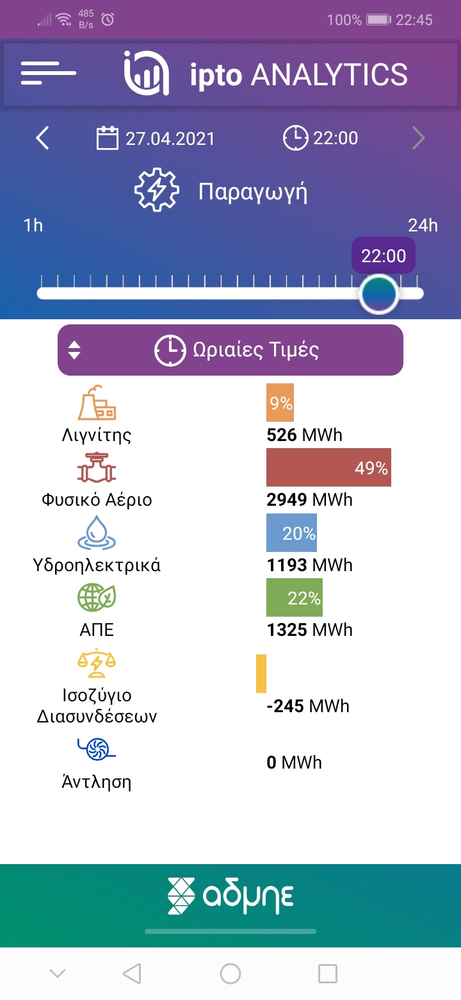 485 B/s 100% 22:45
ipto ANALYTICS
27.04.2021 22:00
Παραγωγή
1h 24h
22:00
Ωριαίες Τιμές
9%
Λιγνίτης 526 MWh
49%
Φυσικό Αέριο 2949 MWh
20%
Υδροηλεκτρικά 1193 MWh
22%
ΑΠΕ 1325 MWh
Ισοζύγιο
Διασυνδέσεων -245 MWh
0 MWh
Άντληση
αδμηε